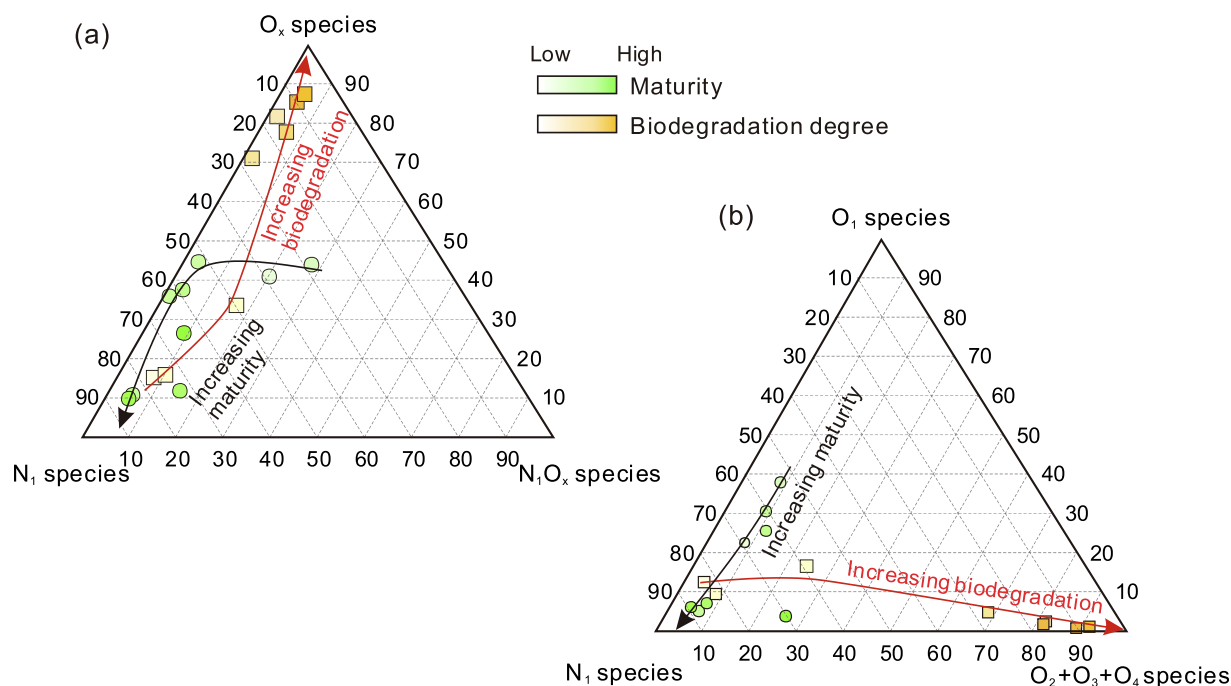 (a)
Oₓ species
Low High
Maturity
Biodegradation degree
10 90
20 80
30 70
40 60
50 50
60 40
70 30
80 20
90 10
10 20 30 40 50 60 70 80 90
N₁ species
N₁Oₓ species
Increasing
biodegradation
Increasing
maturity
(b)
O₁ species
10 90
20 80
30 70
40 60
50 50
60 40
70 30
80 20
90 10
10 20 30 40 50 60 70 80 90
N₁ species
O₂+O₃+O₄ species
Increasing maturity
Increasing biodegradation